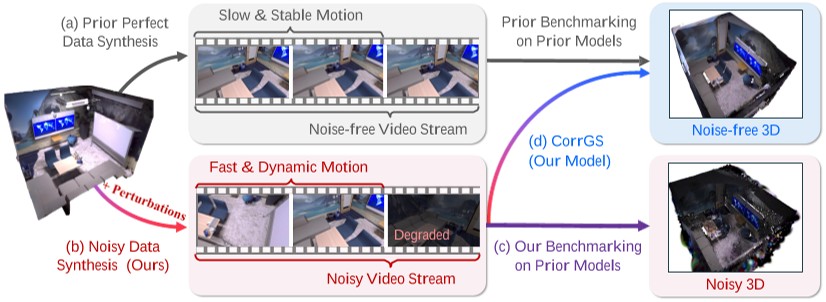 (a) Prior Perfect
Data Synthesis
Slow & Stable Motion
Noise-free Video Stream
Prior Benchmarking
on Prior Models
Noise-free 3D
(d) CorrGS
(Our Model)
+ Perturbations
(b) Noisy Data
Synthesis (Ours)
Fast & Dynamic Motion
Degraded
Noisy Video Stream
(c) Our Benchmarking
on Prior Models
Noisy 3D